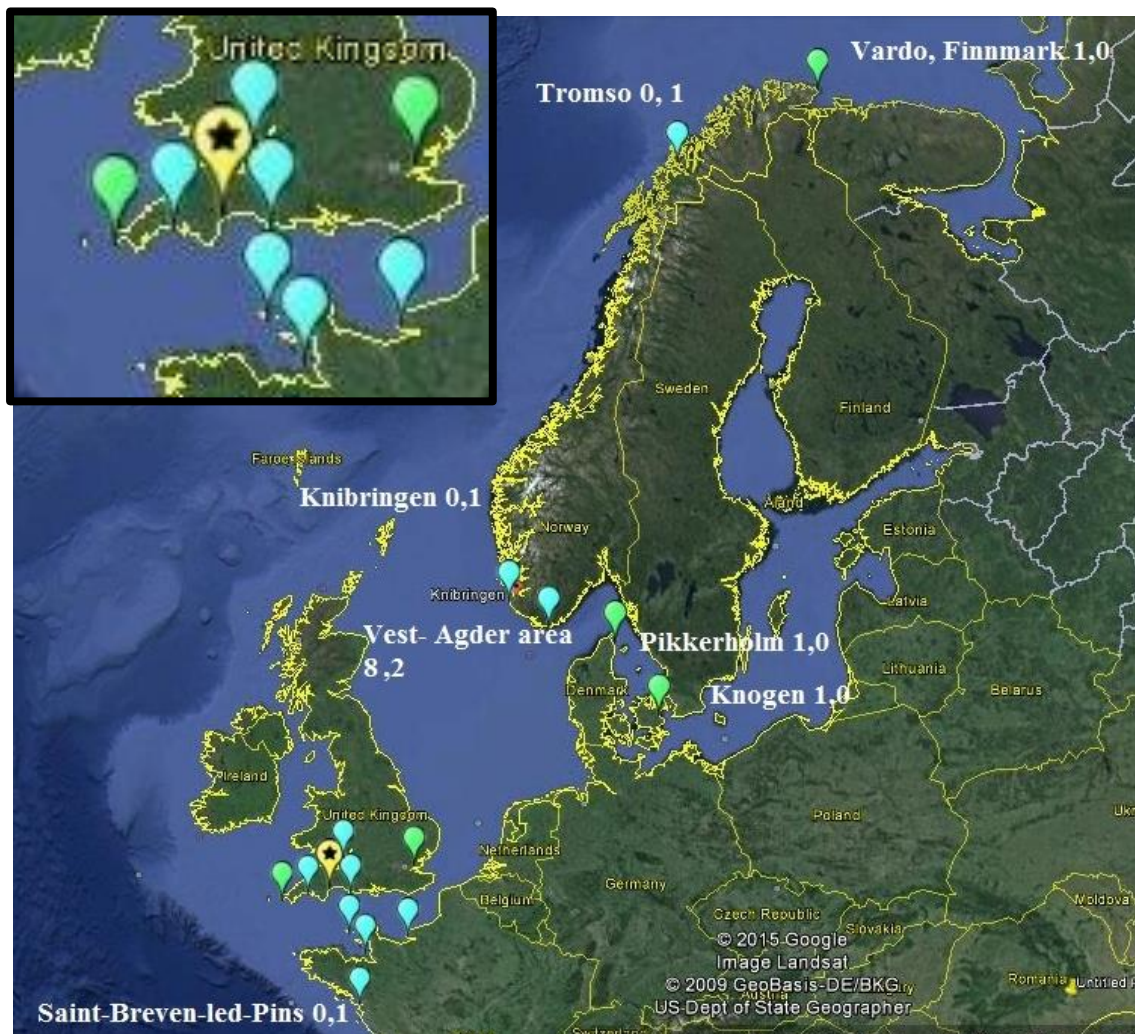 United Kingdom
Vardo, Finnmark 1,0
Tromso 0, 1
Sweden
Finland
Faroe Islands
Knibringen 0,1
Norway
Åland
Estonia
Knibringen
Latvia
Vest- Agder area
8 ,2
Pikkerholm 1,0
Lithuania
Denmark
Knogen 1,0
Belarus
Ireland
United Kingdom
Poland
Netherlands
Germany
Belgium
Moldova
Czech Republic
Slovakia
© 2015 Google
Image Landsat
© 2009 GeoBasis-DE/BKG
US Dept of State Geographer
Romania
Austria
Switzerland
Saint-Breven-led-Pins 0,1